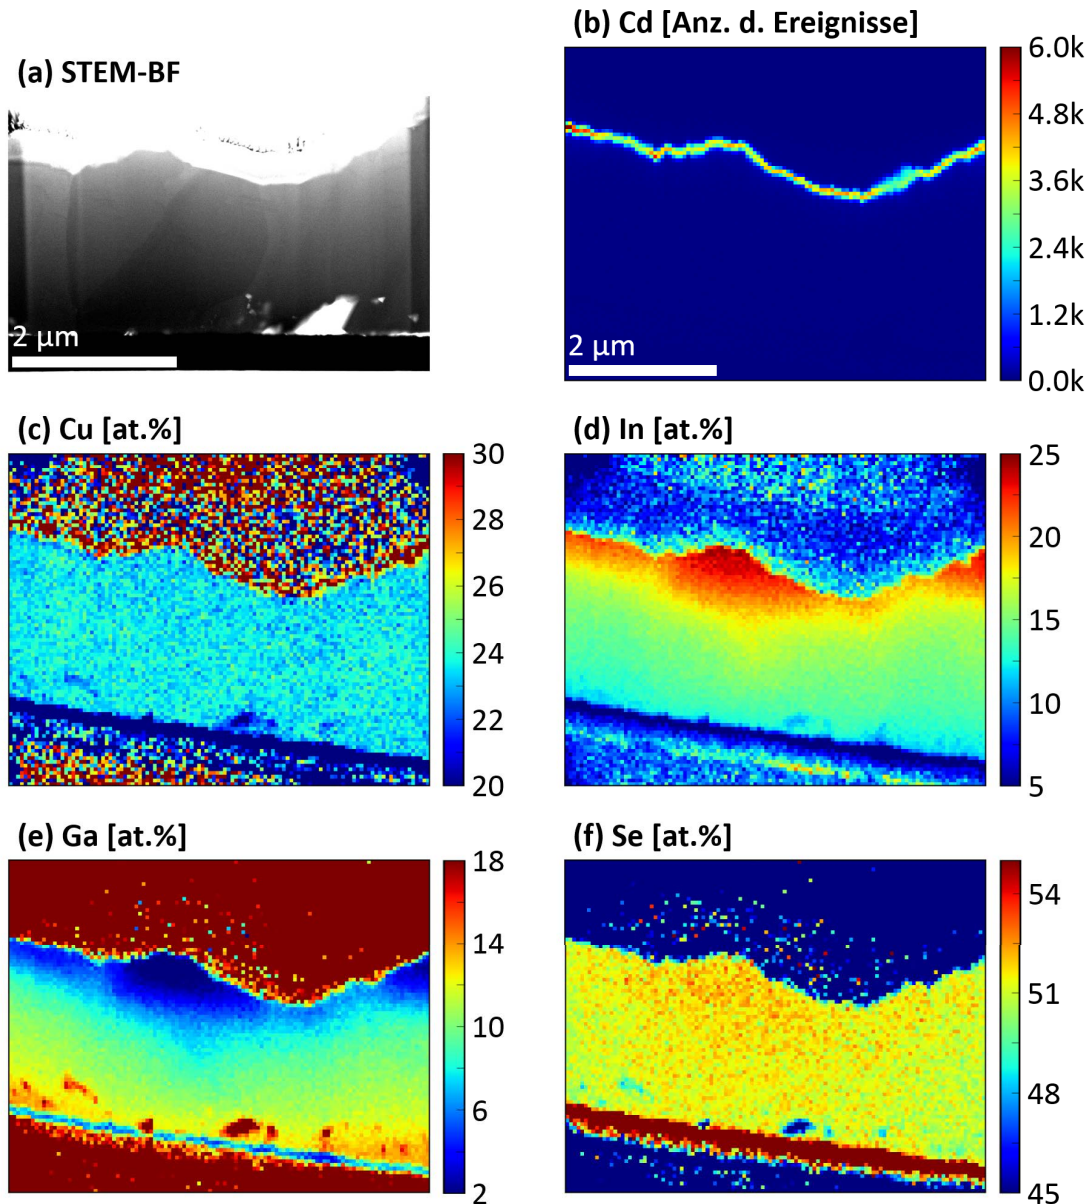 (a) STEM-BF
2 µm
(b) Cd [Anz. d. Ereignisse]
6.0k
4.8k
3.6k
2.4k
1.2k
0.0k
2 µm
(c) Cu [at.%]
30
28
26
24
22
20
(d) In [at.%]
25
20
15
10
5
(e) Ga [at.%]
18
14
10
6
2
(f) Se [at.%]
54
51
48
45